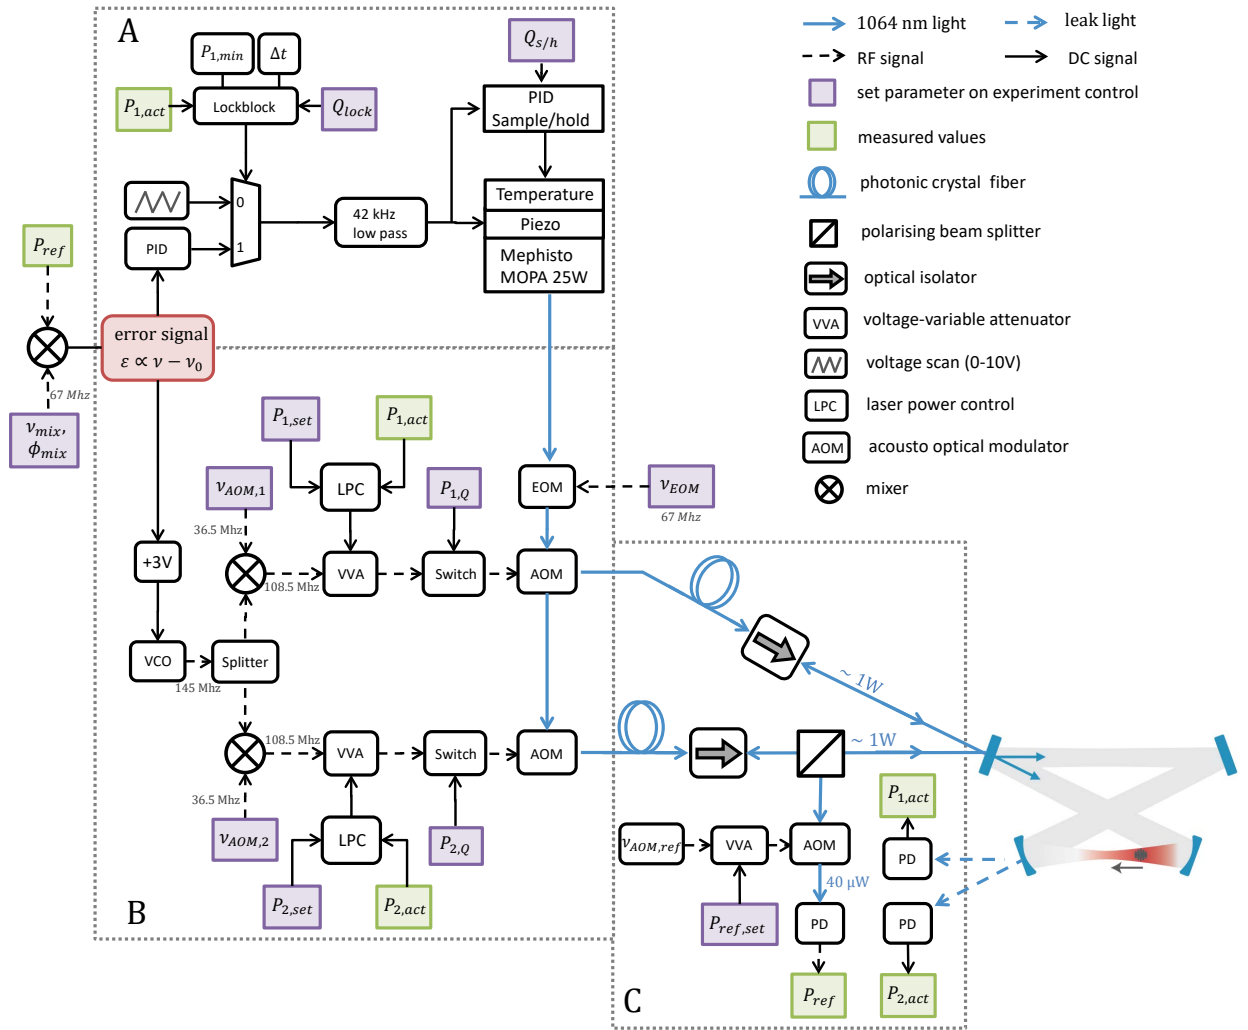 A
P1,min
Δt
P1,act
Lockblock
Qlock
Qs/h
PID
Sample/hold
0
1
42 kHz
low pass
Temperature
Piezo
Mephisto
MOPA 25W
PID
Pref
error signal
ε ∝ ν − ν0
67 Mhz
νmix,
ϕmix
1064 nm light
leak light
RF signal
DC signal
set parameter on experiment control
measured values
photonic crystal fiber
polarising beam splitter
optical isolator
VVA
voltage-variable attenuator
voltage scan (0-10V)
LPC
laser power control
AOM
acousto optical modulator
mixer
P1,set
P1,act
νAOM,1
LPC
P1,Q
EOM
νEOM
67 Mhz
36.5 Mhz
+3V
108.5 Mhz
VVA
Switch
AOM
VCO
145 Mhz
Splitter
108.5 Mhz
VVA
Switch
AOM
36.5 Mhz
νAOM,2
LPC
P2,Q
P2,set
P2,act
B
~ 1W
~ 1W
νAOM,ref
VVA
AOM
40 μW
Pref,set
PD
Pref
P1,act
PD
PD
P2,act
C